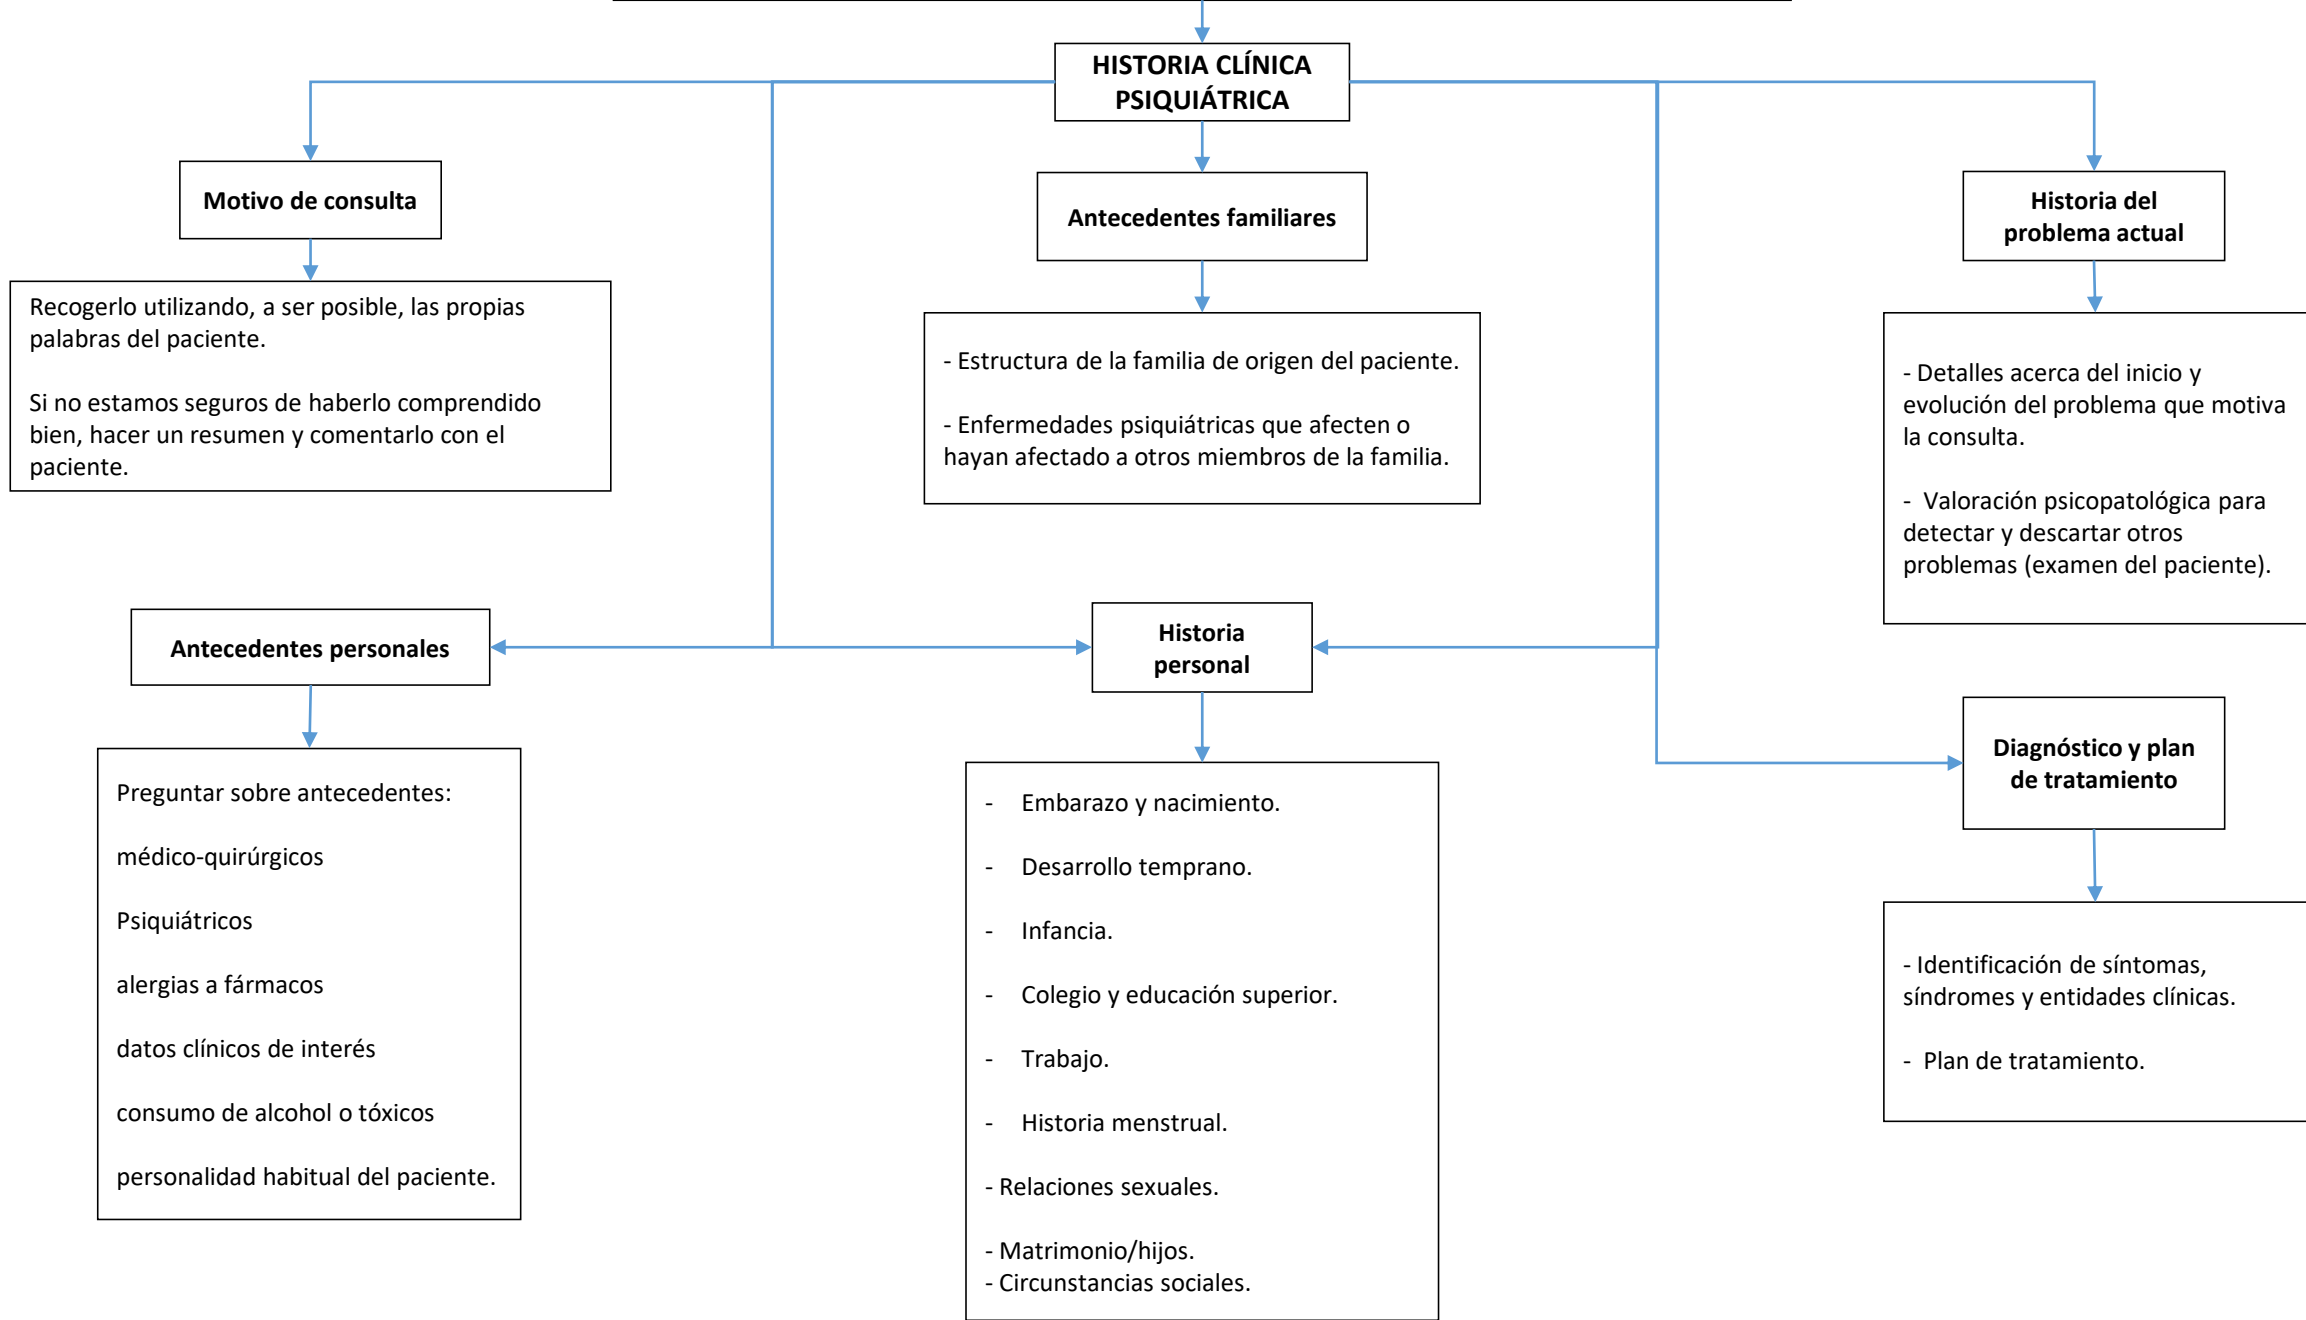 HISTORIA CLÍNICA
PSIQUIÁTRICA
Motivo de consulta
Recogerlo utilizando, a ser posible, las propias
palabras del paciente.
Si no estamos seguros de haberlo comprendido
bien, hacer un resumen y comentarlo con el
paciente.
Antecedentes familiares
- Estructura de la familia de origen del paciente.
- Enfermedades psiquiátricas que afecten o
hayan afectado a otros miembros de la familia.
Historia del
problema actual
- Detalles acerca del inicio y
evolución del problema que motiva
la consulta.
- Valoración psicopatológica para
detectar y descartar otros
problemas (examen del paciente).
Antecedentes personales
Preguntar sobre antecedentes:
médico-quirúrgicos
Psiquiátricos
alergias a fármacos
datos clínicos de interés
consumo de alcohol o tóxicos
personalidad habitual del paciente.
Historia
personal
- Embarazo y nacimiento.
- Desarrollo temprano.
- Infancia.
- Colegio y educación superior.
- Trabajo.
- Historia menstrual.
- Relaciones sexuales.
- Matrimonio/hijos.
- Circunstancias sociales.
Diagnóstico y plan
de tratamiento
- Identificación de síntomas,
síndromes y entidades clínicas.
- Plan de tratamiento.